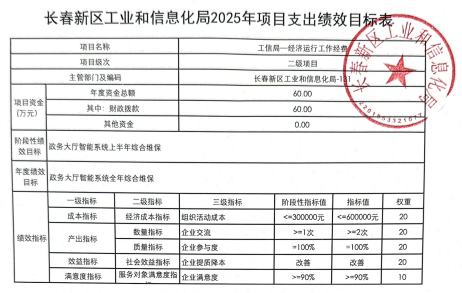 长春新区工业和信息化局2025年项目支出绩效目标表
项目名称 工信局—经济运行工作经费
项目级次 二级项目
主管部门及编码 长春新区工业和信息化局-131
项目资金(万元) 年度资金总额 60.00
其中：财政拨款 60.00
其他资金 0.00
阶段性绩效目标 政务大厅智能系统上半年综合维保
年度绩效目标 政务大厅智能系统全年综合维保
绩效指标 一级指标 二级指标 三级指标 阶段性指标值 指标值 权重
成本指标 经济成本指标 组织活动成本 <=300000元 <=600000元 20
产出指标 数量指标 企业交流 >=1次 >=2次 20
质量指标 企业参与度 =100% =100% 20
效益指标 社会效益指标 企业提质降本 改善 改善 20
满意度指标 服务对象满意度指标 企业满意度 >=90% >=90% 10
长春新区工业和信息化局